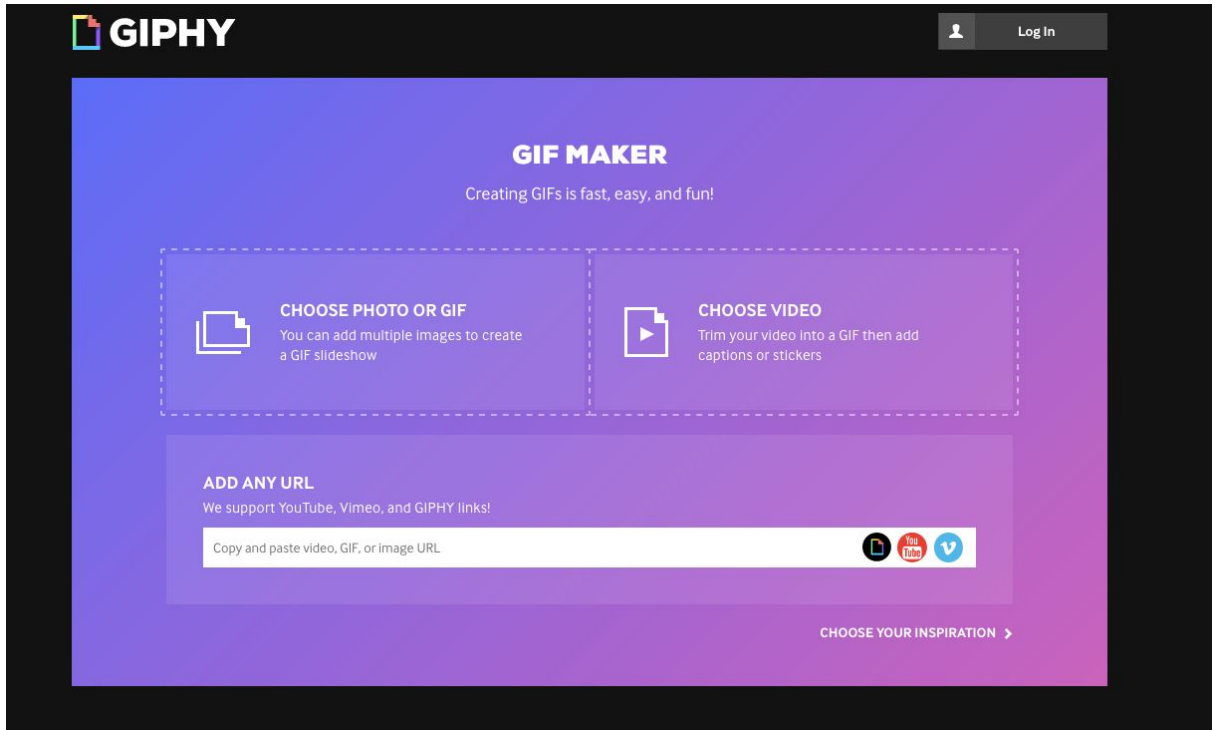 GIPHY
Log In
GIF MAKER
Creating GIFs is fast, easy, and fun!
CHOOSE PHOTO OR GIF
You can add multiple images to create
a GIF slideshow
CHOOSE VIDEO
Trim your video into a GIF then add
captions or stickers
ADD ANY URL
We support YouTube, Vimeo, and GIPHY links!
Copy and paste video, GIF, or image URL
You
Tube
CHOOSE YOUR INSPIRATION